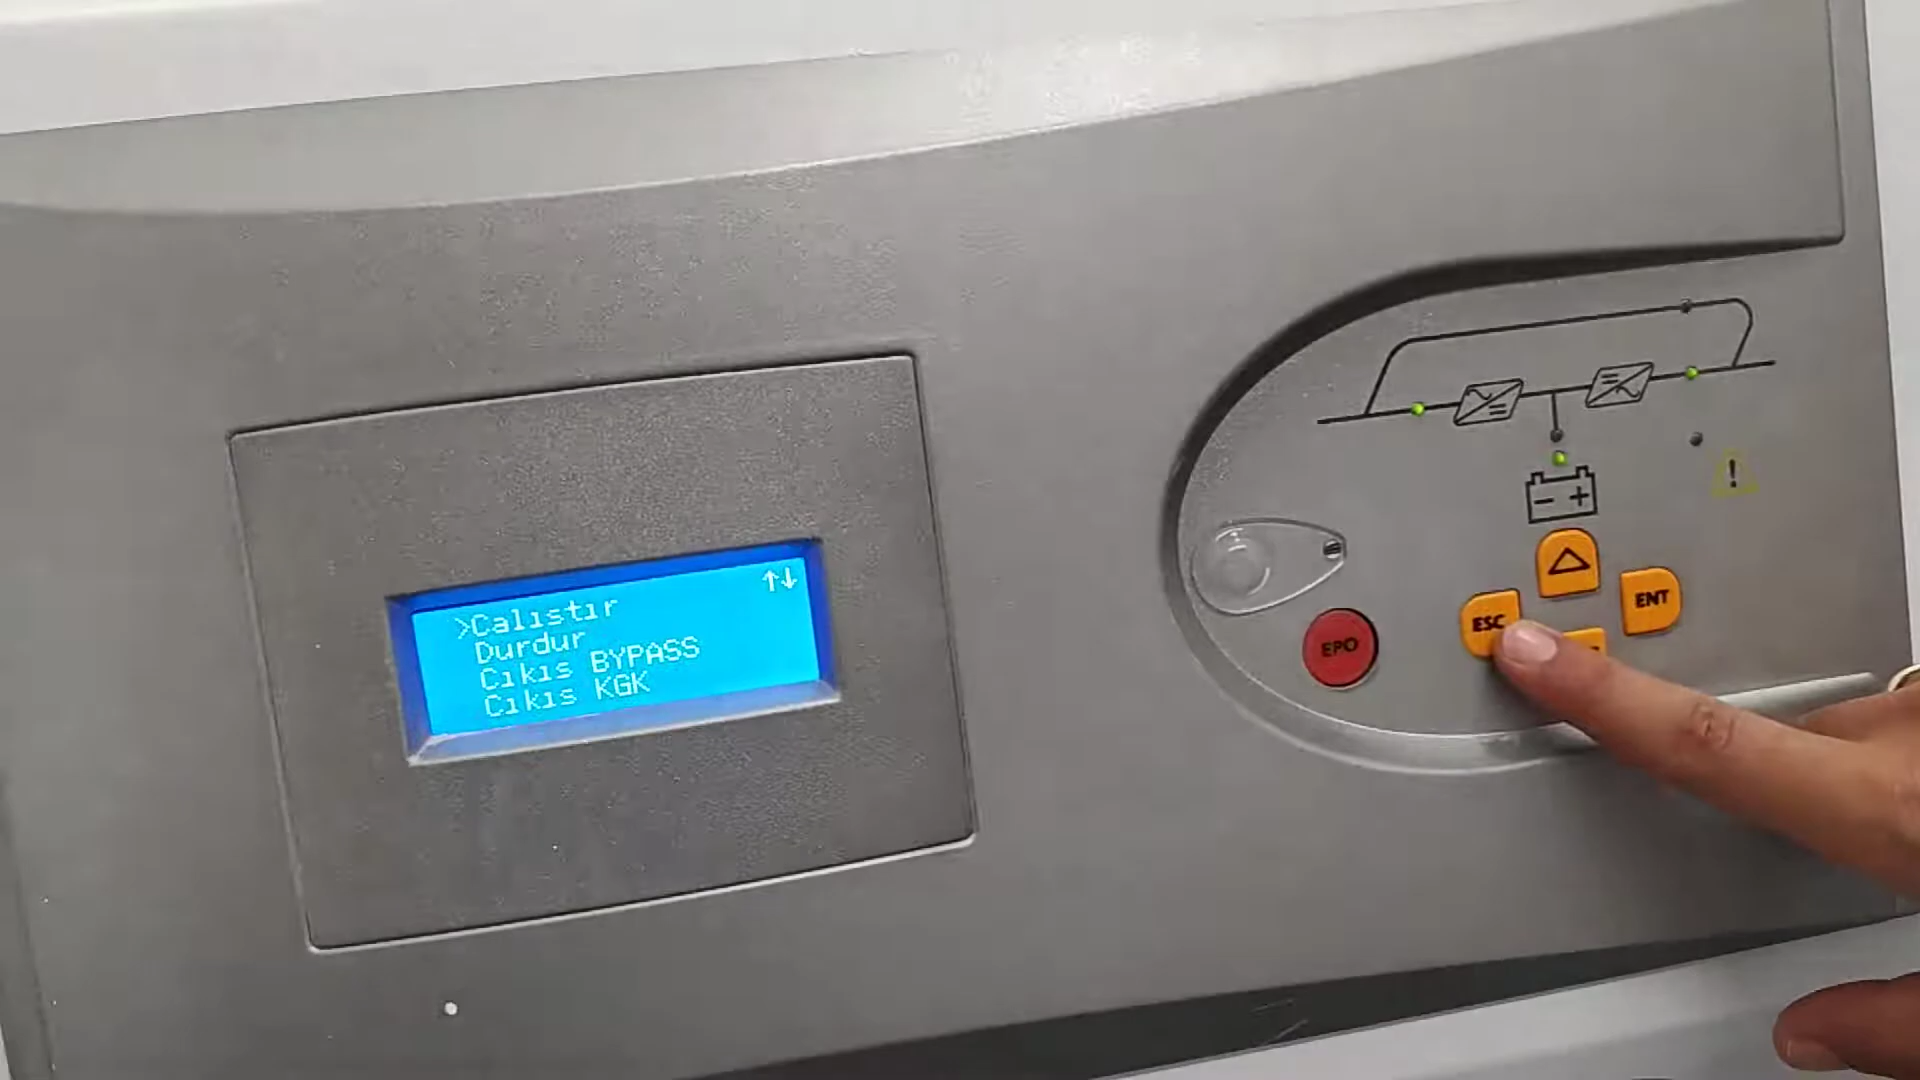 ↑↓
>Calıstır
Durdur
Cıkıs BYPASS
Cıkıs KGK
ESC
ENT
EPO